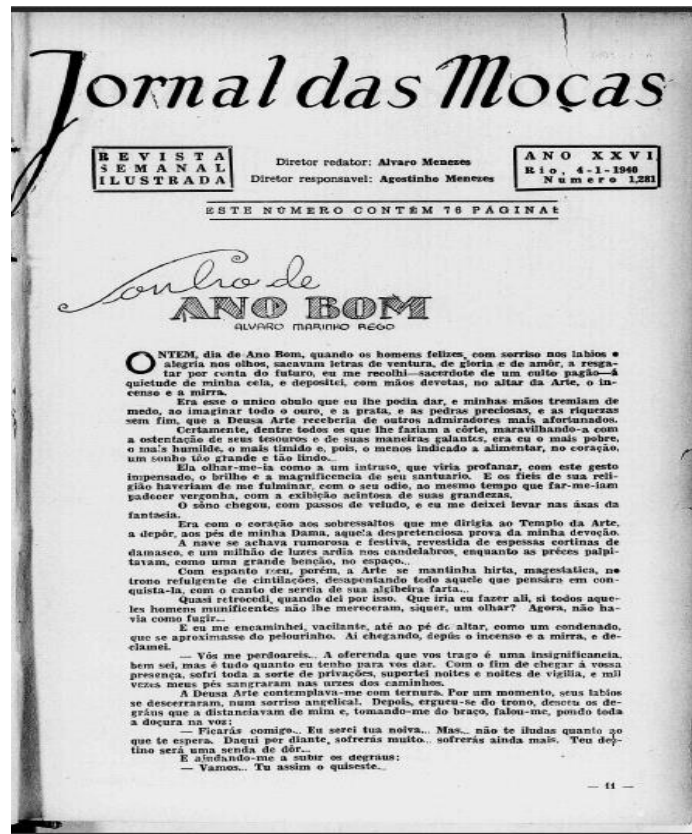 Jornal das Moças
REVISTA
SEMANAL
ILUSTRADA
Diretor redator: Alvaro Menezes
Diretor responsavel: Agostinho Menezes
ANO XXVI
Rio, 4-1-1940
Numero 1,281
ESTE NÚMERO CONTÉM 76 PAGINAS
Sonho de
ANO BOM
ALVARO MARINHO REGO
ONTEM, dia de Ano Bom, quando os homens felizes, com sorriso nos labios e
alegria nos olhos, sacavam letras de ventura, de gloria e de amôr, a resga-
tar por conta do futuro, eu me recolhi—sacerdote de um culto pagão—á
quietude de minha cela, e depositei, com mãos devotas, no altar da Arte, o in-
censo e a mirra.
Era esse o unico obulo que eu lhe podia dar, e minhas mãos tremiam de
medo, ao imaginar todo o ouro, e a prata, e as pedras preciosas, e as riquezas
sem fim, que a Deusa Arte receberia de outros admiradores mais afortunados.
Certamente, dentre todos os que lhe faziam a côrte, maravilhando-a com
a ostentação de seus tesouros e de suas maneiras galantes, era eu o mais pobre,
o mais humilde, o mais timido e, pois, o menos indicado a alimentar, no coração,
um sonho tão grande e tão lindo...
Ela olhar-me-ia como a um intruso, que viria profanar, com este gesto
impensado, o brilho e a magnificencia de seu santuario. E os fieis de sua reli-
gião haveriam de me fulminar, com o seu odio, ao mesmo tempo que far-me-iam
padecer vergonha, com a exibição acintosa de suas grandezas.
O sôno chegou, com passos de veludo, e eu me deixei levar nas ásas da
fantasia.
Era com o coração aos sobressaltos que me dirigia ao Templo da Arte,
a depôr, aos pés de minha Dama, aquela despretenciosa prova da minha devoção.
A nave se achava rumorosa e festiva, revestida de espessas cortinas de
damasco, e um milhão de luzes ardia nos candelabros, enquanto as préces palpi-
tavam, como uma grande benção, no espaço...
Com espanto meu, porém, a Arte se mantinha hirta, magestatica, no
trono refulgente de cintilações, desapontando todo aquele que pensára em con-
quista-la, com o canto de sereia de sua algibeira farta...
Quasi retrocedi, quando dei por isso. Que iria eu fazer ali, si todos aque-
les homens munificentes não lhe mereceram, siquer, um olhar? Agora, não ha-
via como fugir...
E eu me encaminhei, vacilante, até ao pé do altar, como um condenado,
que se aproximasse do pelourinho. Aí chegando, depús o incenso e a mirra, e de-
clamei.
— Vós me perdoareis... A oferenda que vos trago é uma insignificancia,
bem sei, mas é tudo quanto eu tenho para vos dar. Com o fim de chegar á vossa
presença, sofri toda a sorte de privações, suportei noites e noites de vigilia, e mil
vezes meus pés sangraram nas urzes dos caminhos.
A Deusa Arte contemplava-me com ternura. Por um momento, seus labios
se descerraram, num sorriso angelical. Depois, ergueu-se do trono, desceu os de-
gráus que a distanciavam de mim e, tomando-me do braço, falou-me, pondo toda
a doçura na voz:
— Ficarás comigo... Eu serei tua noiva... Mas... não te iludas quanto ao
que te espera. Daqui por diante, sofrerás muito... sofrerás ainda mais. Teu des-
tino será uma senda de dôr...
E ajudando-me a subir os degraus:
— Vamos... Tu assim o quiseste...
— 11 —